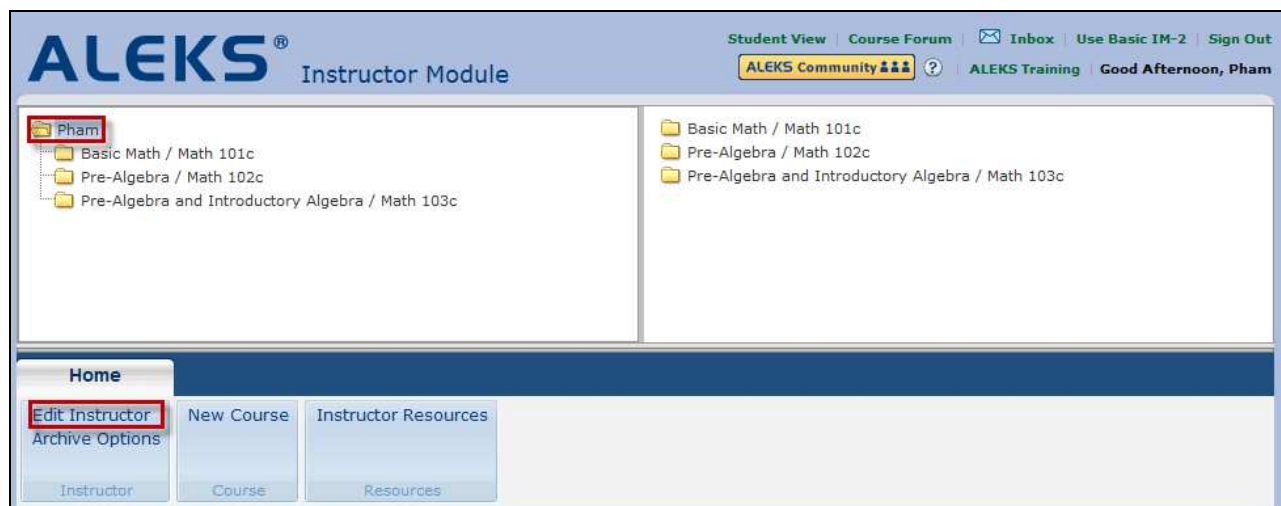 ALEKS® Instructor Module
Student View | Course Forum | Inbox | Use Basic IM-2 | Sign Out
ALEKS Community ? | ALEKS Training | Good Afternoon, Pham
Pham
Basic Math / Math 101c
Pre-Algebra / Math 102c
Pre-Algebra and Introductory Algebra / Math 103c
Basic Math / Math 101c
Pre-Algebra / Math 102c
Pre-Algebra and Introductory Algebra / Math 103c
Home
Edit Instructor
Archive Options
Instructor
New Course
Course
Instructor Resources
Resources